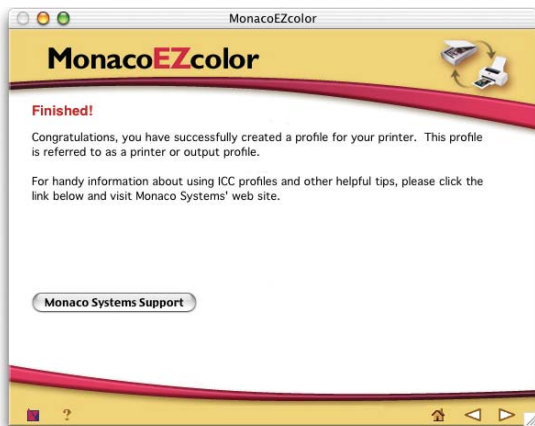 MonacoEZcolor
MonacoEZcolor
Finished!
Congratulations, you have successfully created a profile for your printer. This profile
is referred to as a printer or output profile.
For handy information about using ICC profiles and other helpful tips, please click the
link below and visit Monaco Systems' web site.
Monaco Systems Support
?